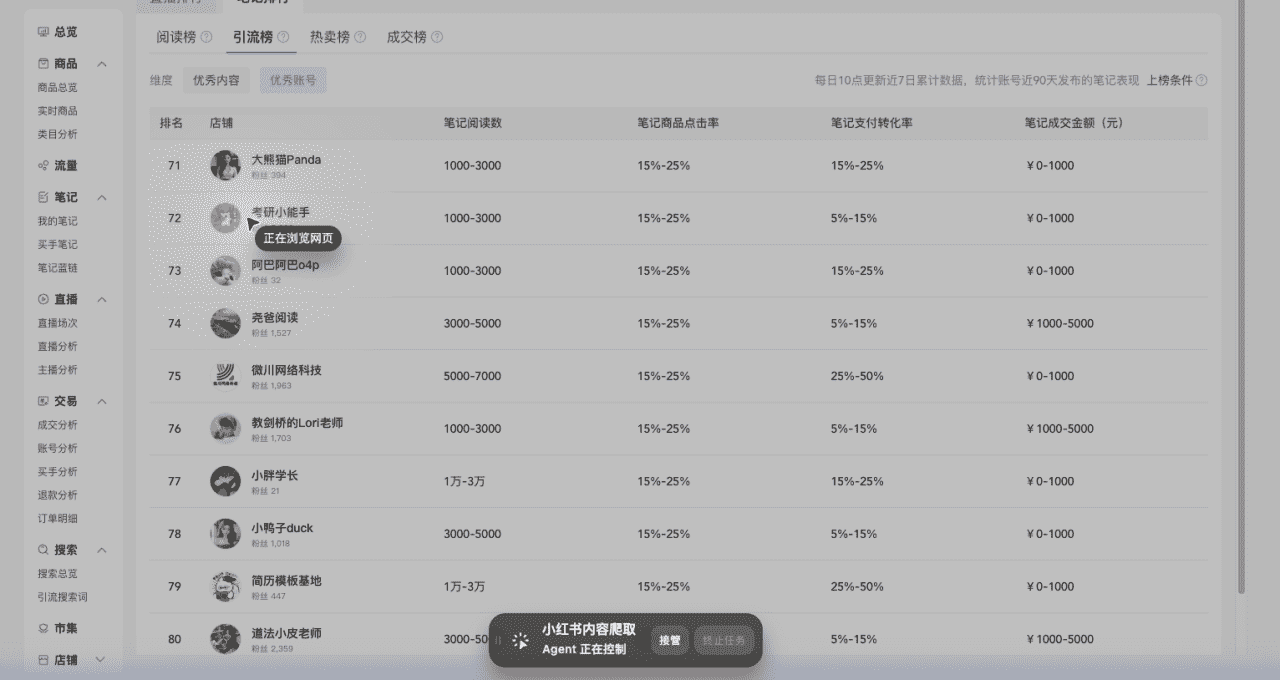 直播排行 笔记排行
阅读榜 引流榜 热卖榜 成交榜
维度 优秀内容 优秀账号 每日10点更新近7日累计数据，统计账号近90天发布的笔记表现 上榜条件
总览
商品
商品总览
实时商品
类目分析
流量
笔记
我的笔记
买手笔记
笔记蓝链
直播
直播场次
直播分析
主播分析
交易
成交分析
账号分析
买手分析
退款分析
订单明细
搜索
搜索总览
引流搜索词
市集
店铺
排名 店铺 笔记阅读数 笔记商品点击率 笔记支付转化率 笔记成交金额（元）
71 大熊猫Panda 1000-3000 15%-25% 15%-25% ¥0-1000
粉丝 394
72 考研小能手 1000-3000 15%-25% 5%-15% ¥0-1000
正在浏览网页
73 阿巴阿巴o4p 1000-3000 15%-25% 15%-25% ¥0-1000
粉丝 32
74 尧爸阅读 3000-5000 15%-25% 5%-15% ¥1000-5000
粉丝 1,527
75 微川网络科技 5000-7000 15%-25% 25%-50% ¥0-1000
粉丝 1,963
76 教剑桥的Lori老师 1000-3000 15%-25% 5%-15% ¥1000-5000
粉丝 1,703
77 小胖学长 1万-3万 15%-25% 15%-25% ¥0-1000
粉丝 21
78 小鸭子duck 3000-5000 15%-25% 5%-15% ¥0-1000
粉丝 1,018
79 简历模板基地 1万-3万 15%-25% 25%-50% ¥0-1000
粉丝 447
80 道法小皮老师 3000-50 5%-15% ¥1000-5000
粉丝 2,359
小红书内容爬取
Agent 正在控制
接管 终止任务